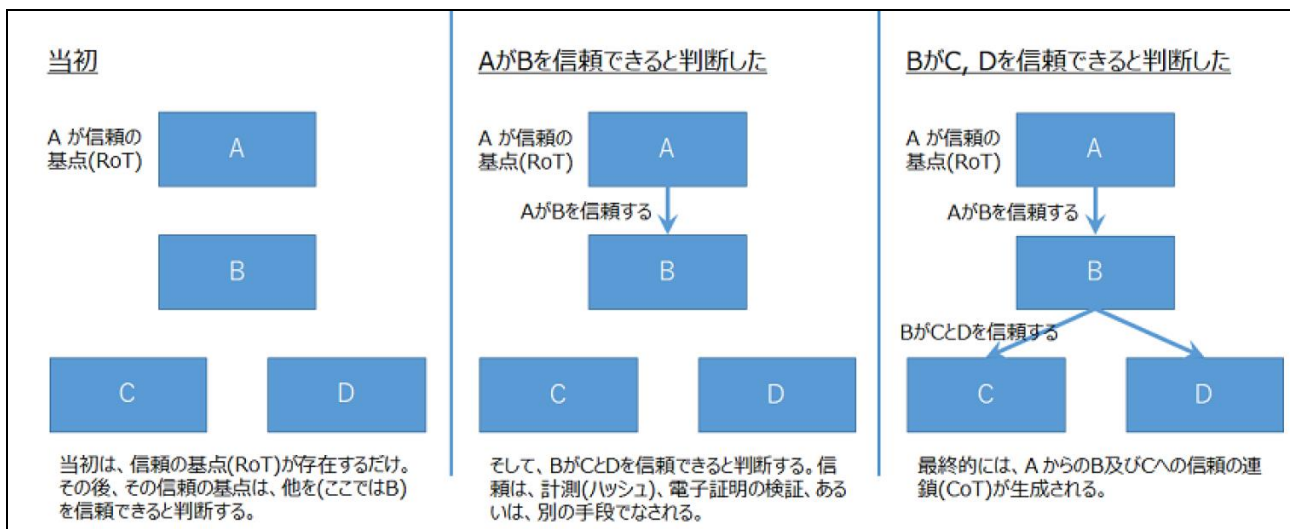 当初
A が信頼の
基点(RoT)
A
B
C
D
当初は、信頼の基点(RoT)が存在するだけ。
その後、その信頼の基点は、他を(ここではB)
を信頼できると判断する。
AがBを信頼できると判断した
A が信頼の
基点(RoT)
A
AがBを信頼する
B
C
D
そして、BがCとDを信頼できると判断する。信
頼は、計測(ハッシュ)、電子証明の検証、ある
いは、別の手段でなされる。
BがC, Dを信頼できると判断した
A が信頼の
基点(RoT)
A
AがBを信頼する
B
BがCとDを信頼する
C
D
最終的には、A からのB及びCへの信頼の連
鎖(CoT)が生成される。